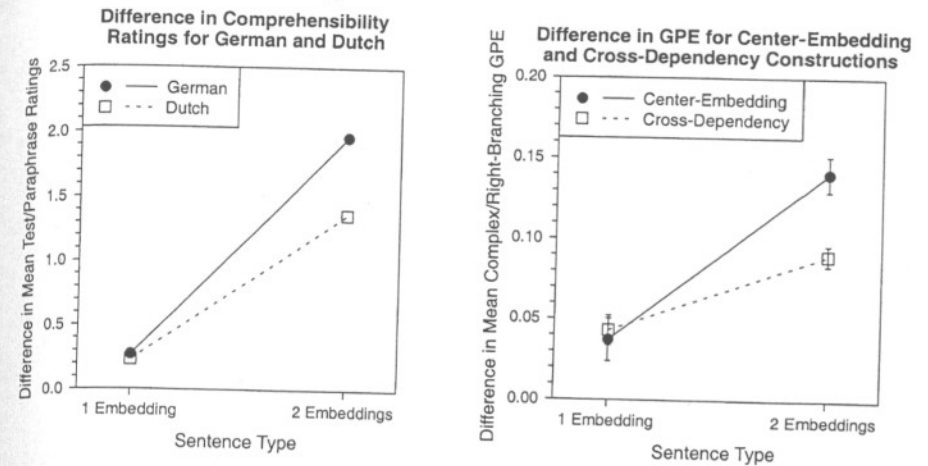 Difference in Comprehensibility
Ratings for German and Dutch
Difference in Mean Test/Paraphrase Ratings
2.5
2.0
1.5
1.0
0.5
0.0
German
Dutch
1 Embedding
2 Embeddings
Sentence Type
Difference in GPE for Center-Embedding
and Cross-Dependency Constructions
Difference in Mean Complex/Right-Branching GPE
0.20
0.15
0.10
0.05
0.00
Center-Embedding
Cross-Dependency
1 Embedding
2 Embeddings
Sentence Type